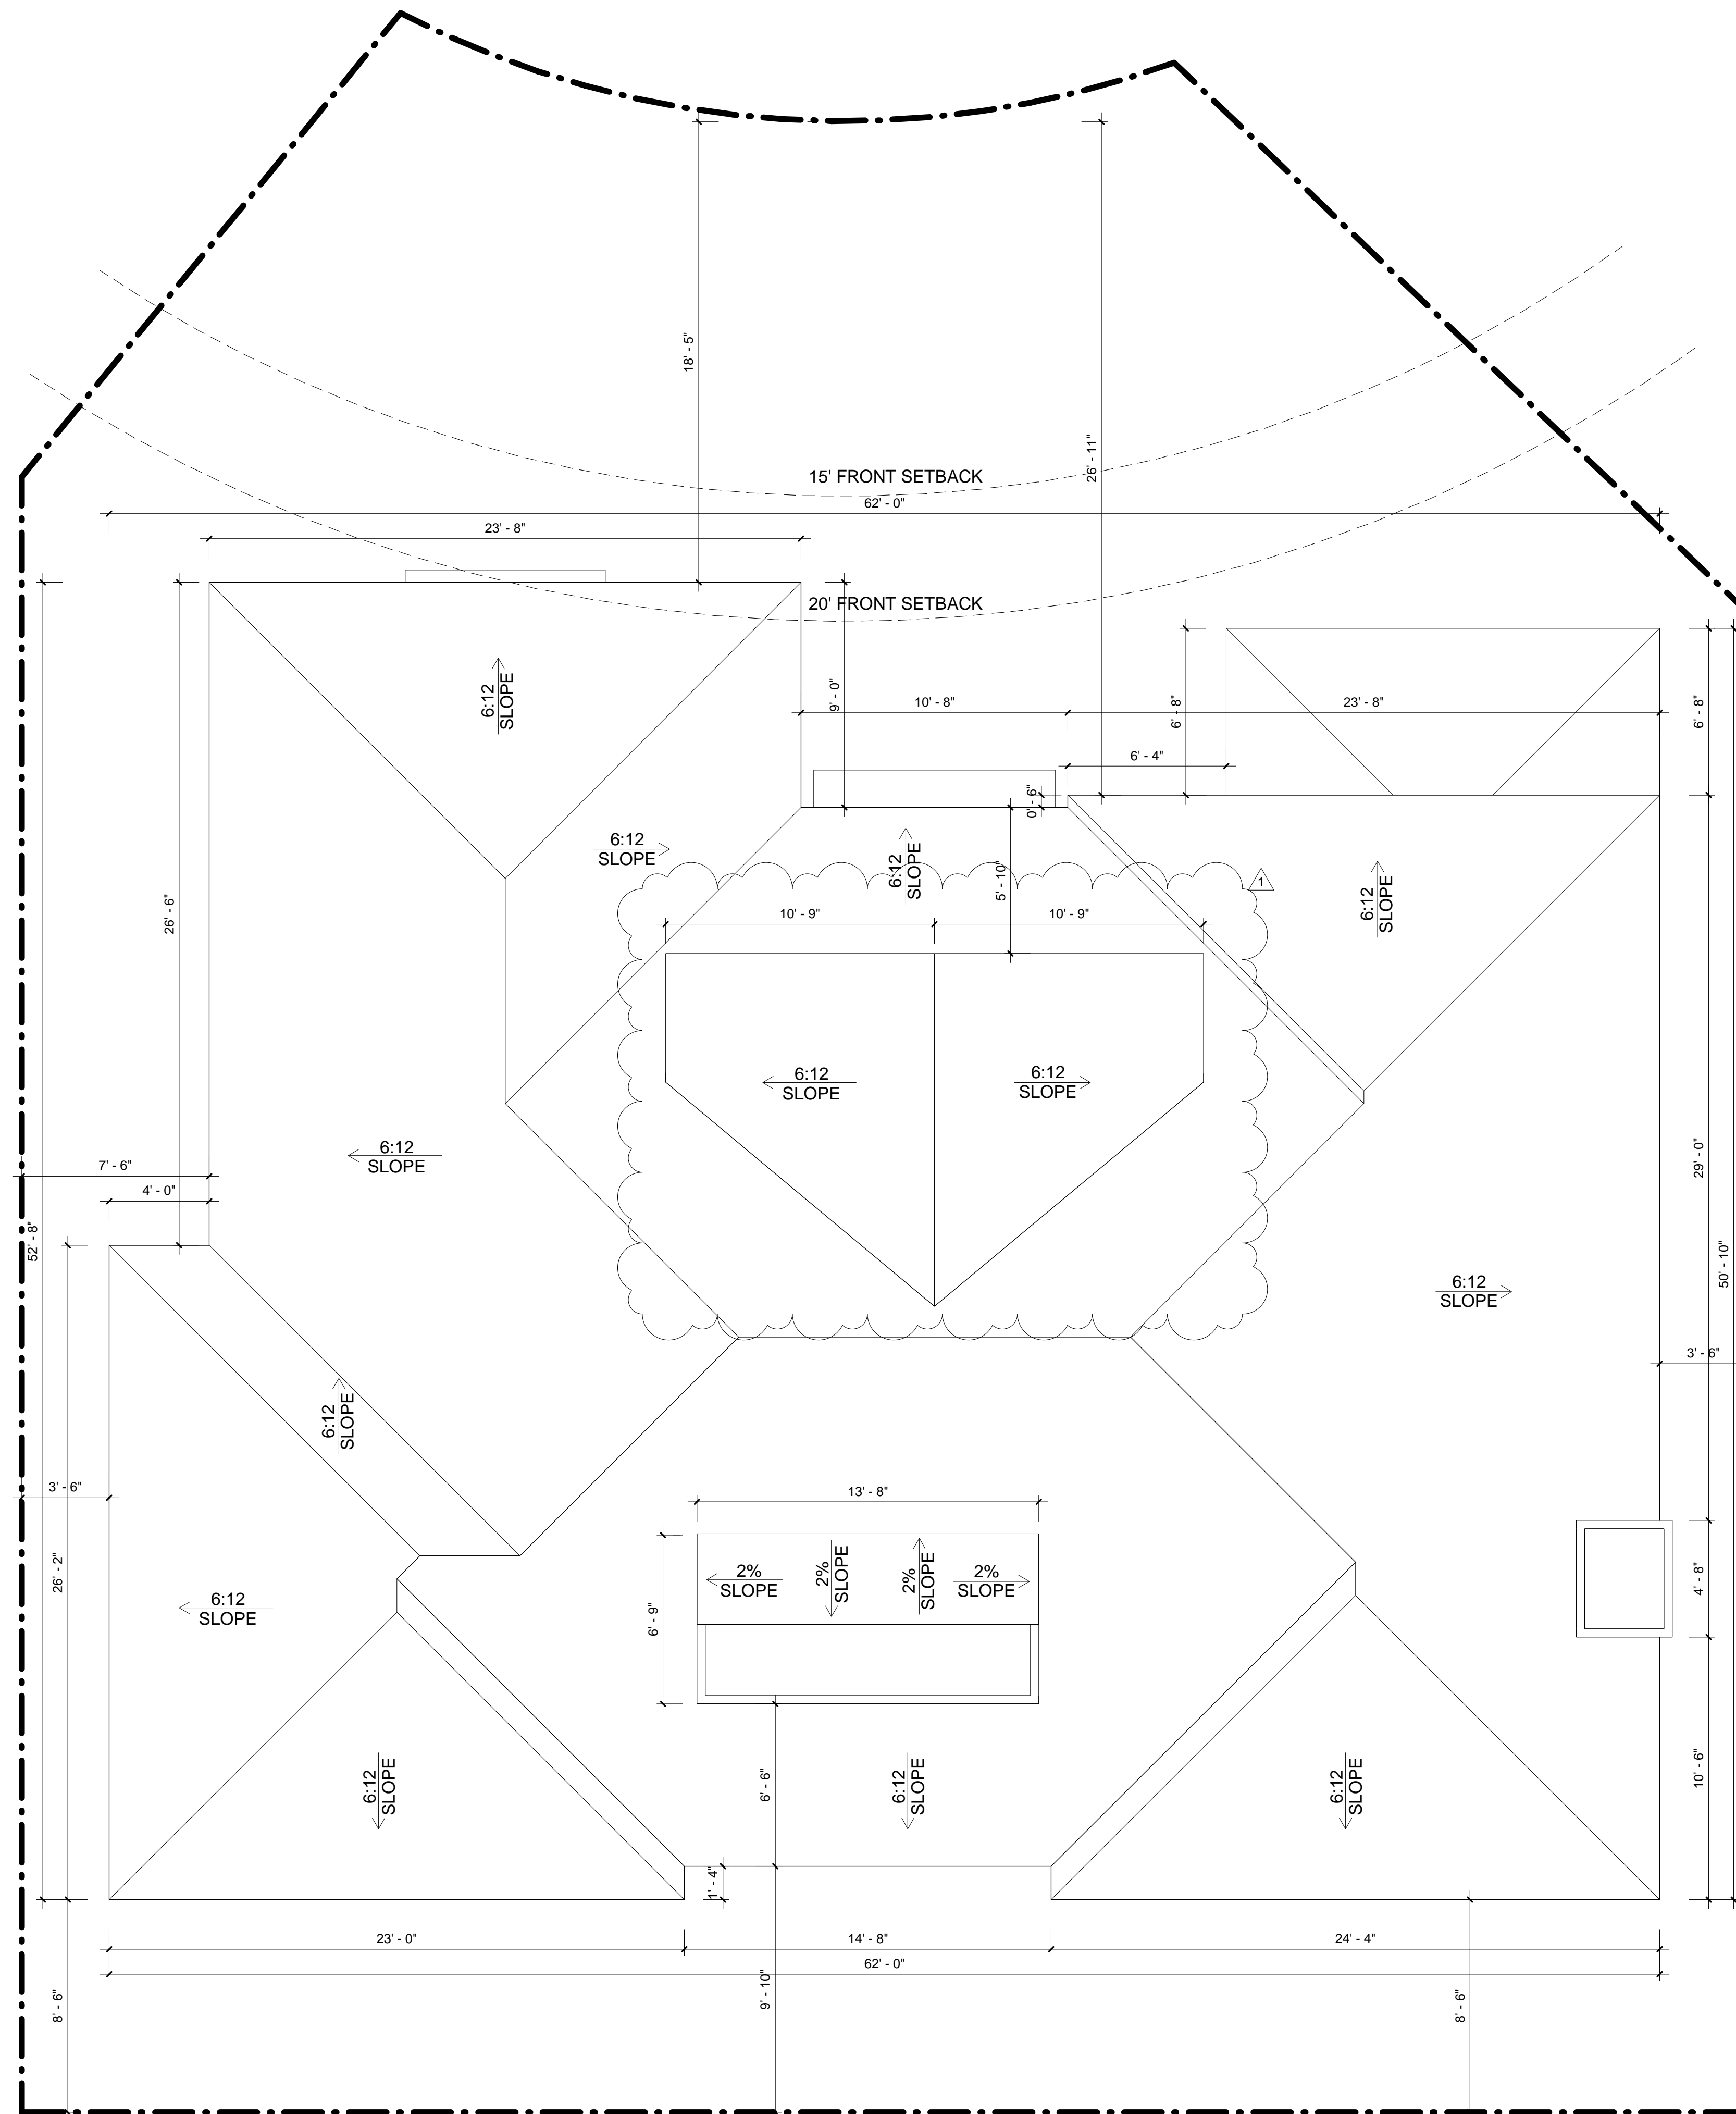 18' - 5"
26' - 11"
15' FRONT SETBACK
62' - 0"
23' - 8"
20' FRONT SETBACK
6:12
SLOPE
9' - 0"
10' - 8"
6' - 8"
23' - 8"
6' - 8"
6' - 4"
0' - 6"
6:12
SLOPE
6:12
SLOPE
5' - 10"
1
6:12
SLOPE
26' - 6"
10' - 9"
10' - 9"
6:12
SLOPE
6:12
SLOPE
6:12
SLOPE
7' - 6"
4' - 0"
29' - 0"
52' - 8"
50' - 10"
6:12
SLOPE
3' - 6"
6:12
SLOPE
3' - 6"
13' - 8"
26' - 2"
2%
SLOPE
2%
SLOPE
2%
SLOPE
2%
SLOPE
4' - 8"
6:12
SLOPE
6' - 9"
6:12
SLOPE
6' - 6"
6:12
SLOPE
6:12
SLOPE
10' - 6"
1' - 4"
23' - 0"
14' - 8"
24' - 4"
62' - 0"
8' - 6"
9' - 10"
8' - 6"